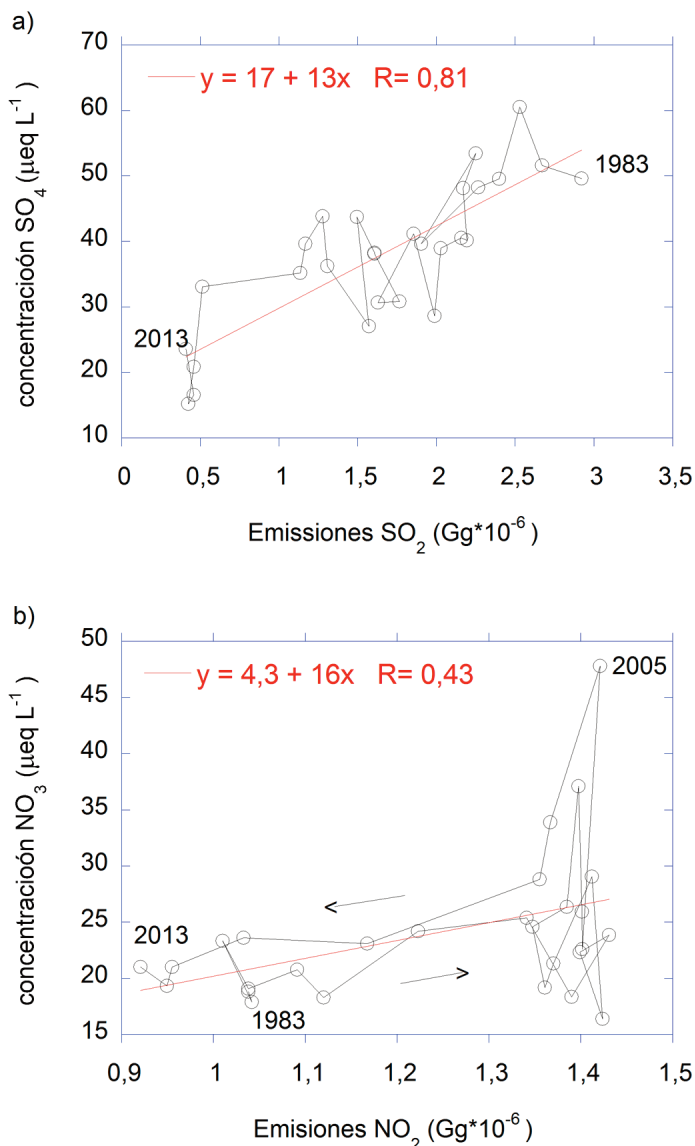 a)
70
60
50
40
30
20
10
concentracioón SO4 (µeq L-1)
y = 17 + 13x R= 0,81
1983
2013
0 0,5 1 1,5 2 2,5 3 3,5
Emissiones SO2 (Gg*10-6)
b)
50
45
40
35
30
25
20
15
concentracioón NO3 (µeq L-1)
y = 4,3 + 16x R= 0,43
2005
2013
1983
0,9 1 1,1 1,2 1,3 1,4 1,5
Emisiones NO2 (Gg*10-6)